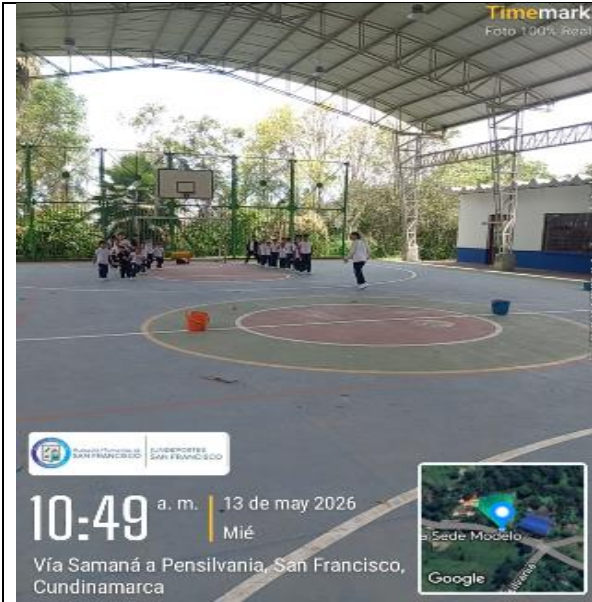 Timemark
Foto 100% Real
SAN FRANCISCO
SAN FRANCISCO
10:49 a. m.
13 de may 2026
Mié
Vía Samaná a Pensilvania, San Francisco,
Cundinamarca
a Sede Modelo
Google